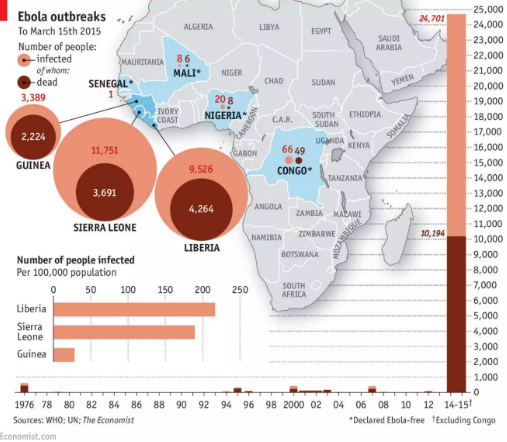 Ebola outbreaks
To March 15th 2015
Number of people:
infected
of whom:
dead
3,389
2,224
GUINEA
11,751
3,691
SIERRA LEONE
9,526
4,264
LIBERIA
SENEGAL*
1
8 6
MALI*
20 8
NIGERIA*
66 49
CONGO*
MAURITANIA
ALGERIA
LIBYA
EGYPT
SAUDI
ARABIA
YEMEN
NIGER
CHAD
SUDAN
IVORY
COAST
CAMEROON
C.A.R.
SOUTH
SUDAN
ETHIOPIA
SOMALIA
UGANDA
KENYA
GABON
TANZANIA
ANGOLA
ZAMBIA
MALAWI
MOZAMBIQUE
NAMIBIA
ZIMBABWE
BOTSWANA
SOUTH
AFRICA
24,701
10,194
25,000
24,000
23,000
22,000
21,000
20,000
19,000
18,000
17,000
16,000
15,000
14,000
13,000
12,000
11,000
10,000
9,000
8,000
7,000
6,000
5,000
4,000
3,000
2,000
1,000
0
Number of people infected
Per 100,000 population
0 50 100 150 200 250
Liberia
Sierra
Leone
Guinea
1976 78 80 82 84 86 88 90 92 94 96 98 2000 02 04 06 08 10 12 14-15†
Sources: WHO; UN; The Economist
*Declared Ebola-free †Excluding Congo
Economist.com